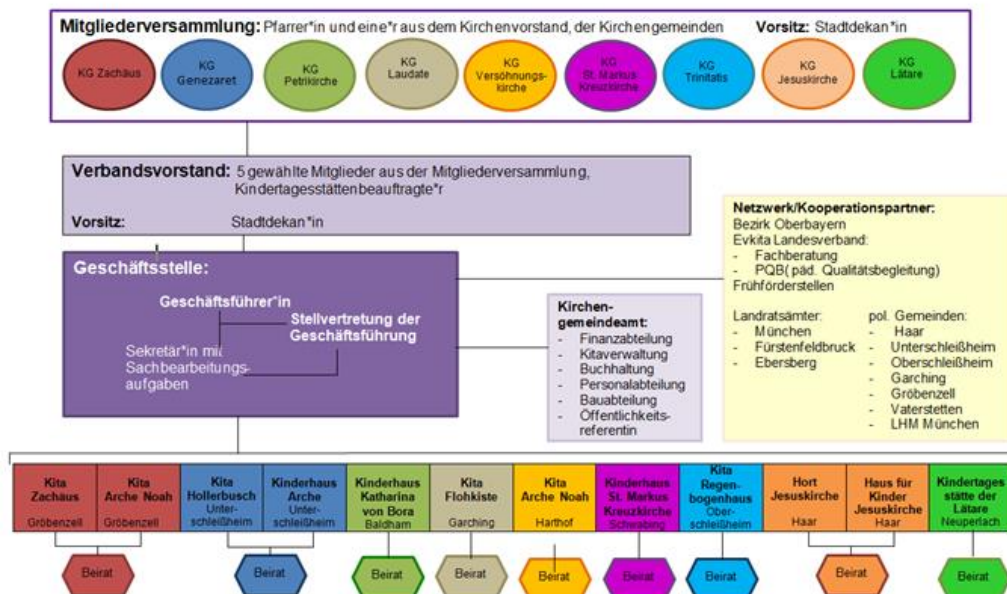 Mitgliederversammlung: Pfarrer*in und eine*r aus dem Kirchenvorstand, der Kirchengemeinden Vorsitz: Stadtdekan*in
KG Zachäus
KG
Genezaret
KG
Petrikirche
KG
Laudate
KG
Versöhnungs-
kirche
KG
St. Markus
Kreuzkirche
KG
Trinitatis
KG
Jesuskirche
KG
Lätare
Verbandsvorstand: 5 gewählte Mitglieder aus der Mitgliederversammlung,
Kindertagesstättenbeauftragte*r
Vorsitz: Stadtdekan*in
Geschäftsstelle:
Geschäftsführer*in
Stellvertretung der
Geschäftsführung
Sekretär*in mit
Sachbearbeitungs-
aufgaben
Kirchen-
gemeindeamt:
- Finanzabteilung
- Kitaverwaltung
- Buchhaltung
- Personalabteilung
- Bauabteilung
- Öffentlichkeits-
referentin
Netzwerk/Kooperationspartner:
Bezirk Oberbayern
Evkita Landesverband:
- Fachberatung
- PQB( päd. Qualitätsbegleitung)
Frühförderstellen
Landratsämter:
- München
- Fürstenfeldbruck
- Ebersberg
pol. Gemeinden:
- Haar
- Unterschleißheim
- Oberschleißheim
- Garching
- Gröbenzell
- Vaterstetten
- LHM München
Kita
Zachäus
Gröbenzell
Kita
Arche Noah
Gröbenzell
Kita
Hollerbusch
Unter-
schleißheim
Kinderhaus
Arche
Unter-
schleißheim
Kinderhaus
Katharina
von Bora
Baldham
Kita
Flohkiste
Garching
Kita
Arche Noah
Harthof
Kinderhaus
St. Markus
Kreuzkirche
Schwabing
Kita
Regen-
bogenhaus
Ober-
schleißheim
Hort
Jesuskirche
Haar
Haus für
Kinder
Jesuskirche
Haar
Kindertages
stätte der
Lätare
Neuperlach
Beirat
Beirat
Beirat
Beirat
Beirat
Beirat
Beirat
Beirat
Beirat